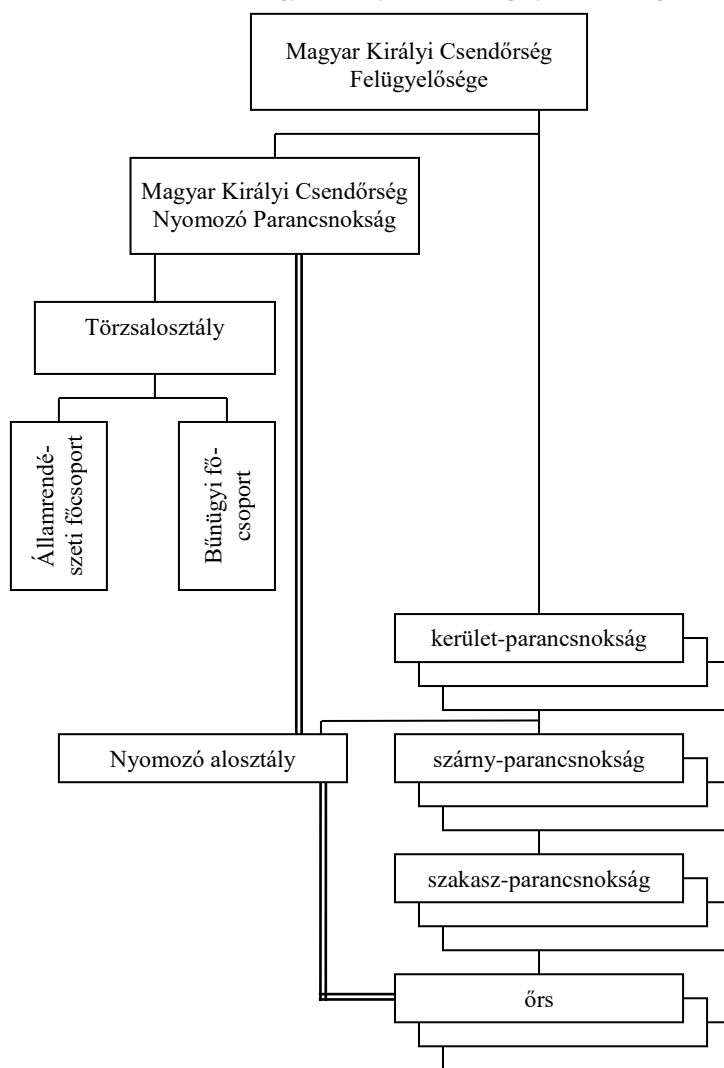 Magyar Királyi Csendőrség
Felügyelősége
Magyar Királyi Csendőrség
Nyomozó Parancsnokság
Törzsalosztály
Államrendé-
szeti főcsoport
Bűnügyi fő-
csoport
kerület-parancsnokság
Nyomozó alosztály
szárny-parancsnokság
szakasz-parancsnokság
őrs